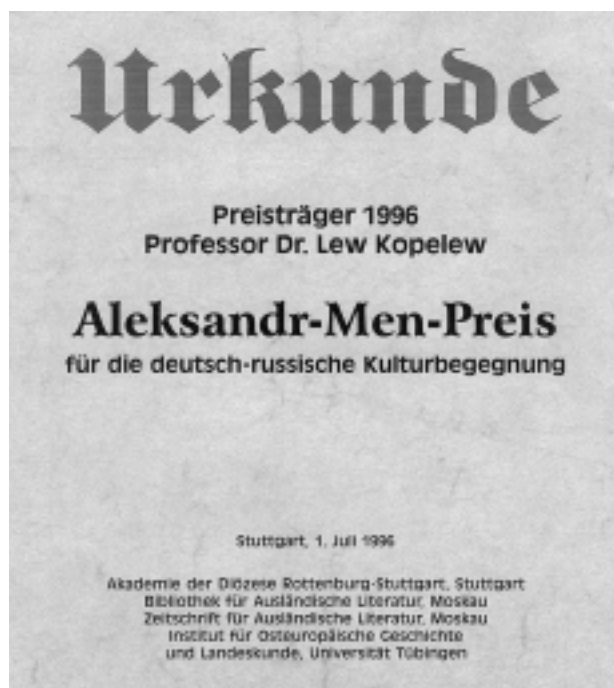 Urkunde
Preisträger 1996
Professor Dr. Lew Kopelew
Aleksandr-Men-Preis
für die deutsch-russische Kulturbegegnung
Stuttgart, 1. Juli 1996
Akademie der Diözese Rottenburg-Stuttgart, Stuttgart
Bibliothek für Ausländische Literatur, Moskau
Zeitschrift für Ausländische Literatur, Moskau
Institut für Osteuropäische Geschichte
und Landeskunde, Universität Tübingen